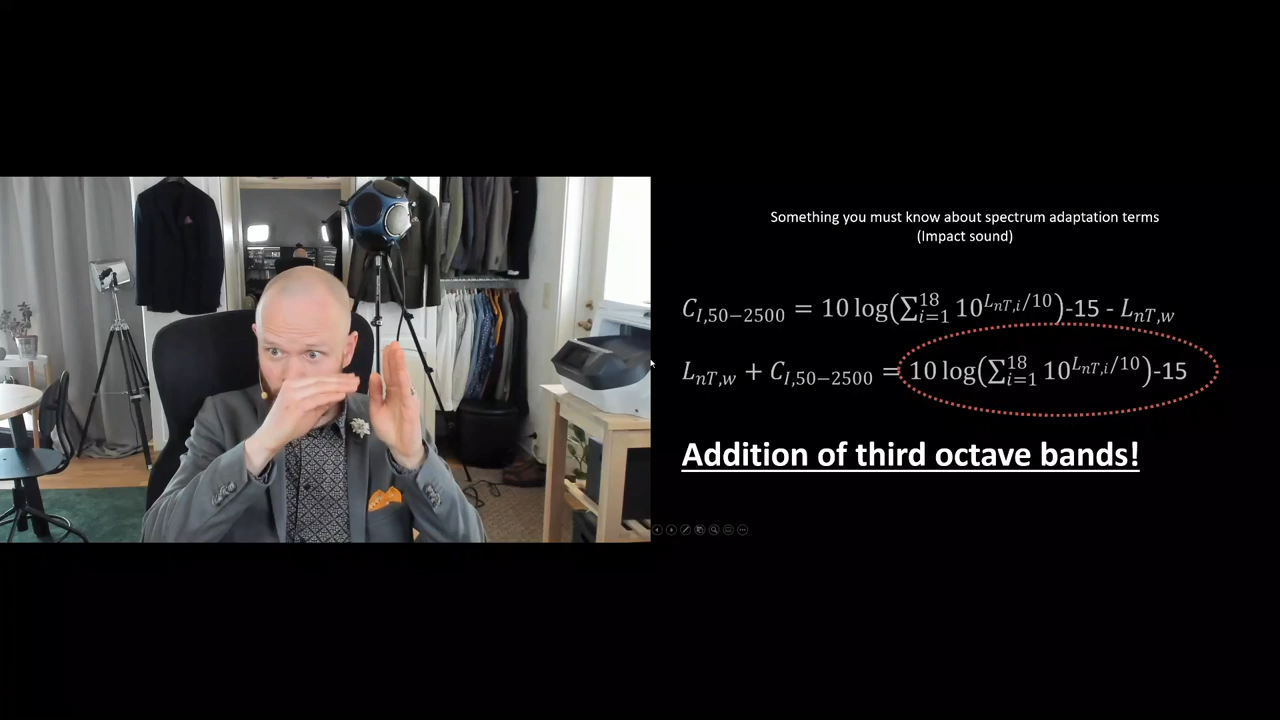 Something you must know about spectrum adaptation terms
(Impact sound)
$C_{I,50-2500} = 10 \log(\sum_{i=1}^{18} 10^{L_{nT,i}/10})$-15 - $L_{nT,w}$
$L_{nT,w} + C_{I,50-2500} = 10 \log(\sum_{i=1}^{18} 10^{L_{nT,i}/10})$-15
Addition of third octave bands!